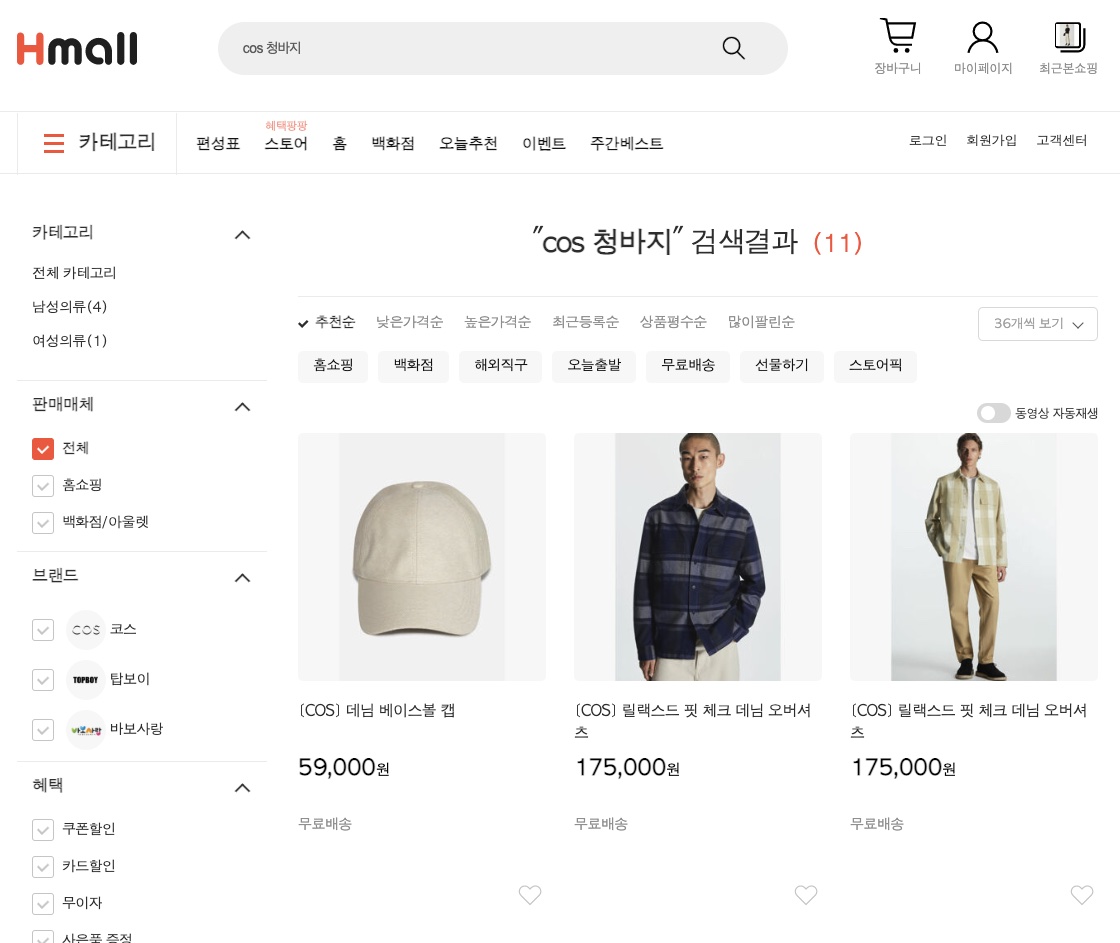 Hmall
cos 청바지
장바구니
마이페이지
최근본쇼핑
카테고리
편성표
혜택팡팡
스토어
홈
백화점
오늘추천
이벤트
주간베스트
로그인
회원가입
고객센터
카테고리
전체 카테고리
남성의류(4)
여성의류(1)
판매매체
전체
홈쇼핑
백화점/아울렛
브랜드
COS 코스
TOPBOY 탑보이
바보사랑 바보사랑
혜택
쿠폰할인
카드할인
무이자
사은품 증정
"cos 청바지" 검색결과 (11)
추천순 낮은가격순 높은가격순 최근등록순 상품평수순 많이팔린순
36개씩 보기
홈쇼핑 백화점 해외직구 오늘출발 무료배송 선물하기 스토어픽
동영상 자동재생
[COS] 데님 베이스볼 캡
59,000원
무료배송
[COS] 릴랙스드 핏 체크 데님 오버셔
츠
175,000원
무료배송
[COS] 릴랙스드 핏 체크 데님 오버셔
츠
175,000원
무료배송